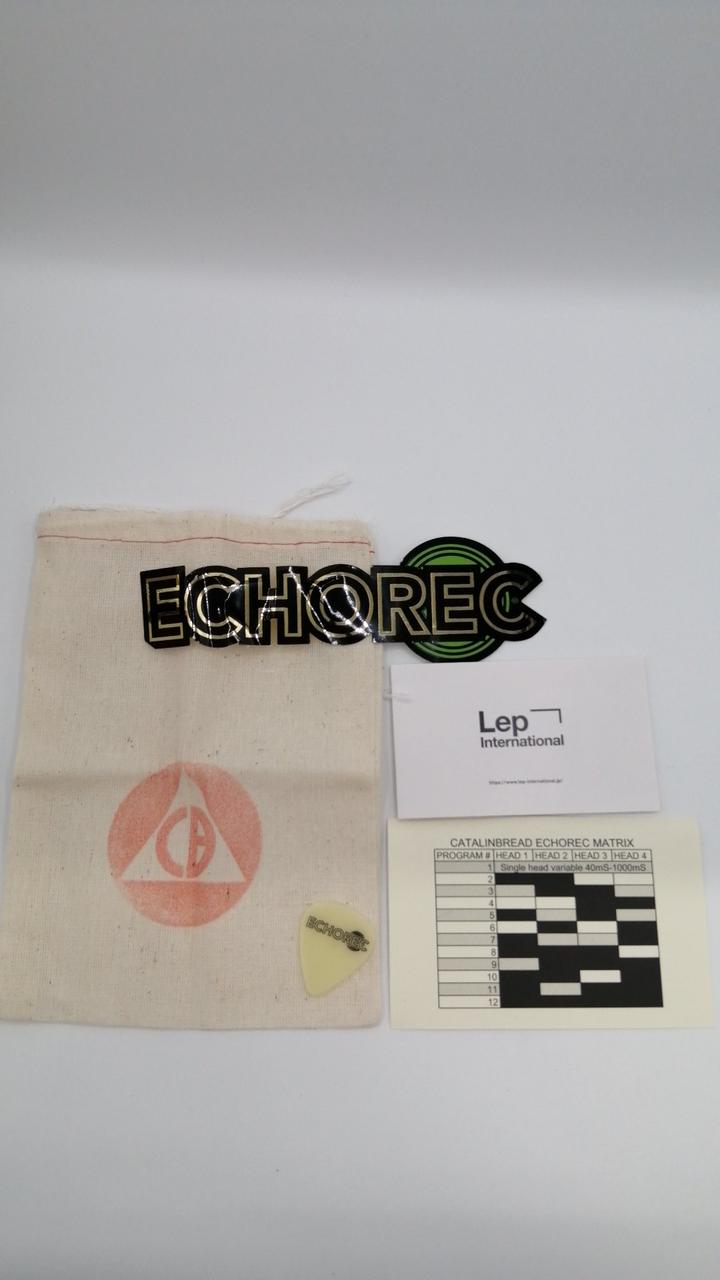 ECHOREC
Lep
International
https://www.lep-international.jp/
CB
ECHOREC
CATALINBREAD ECHOREC MATRIX
PROGRAM # HEAD 1 HEAD 2 HEAD 3 HEAD 4
1 Single head variable 40mS-1000mS
2
3
4
5
6
7
8
9
10
11
12